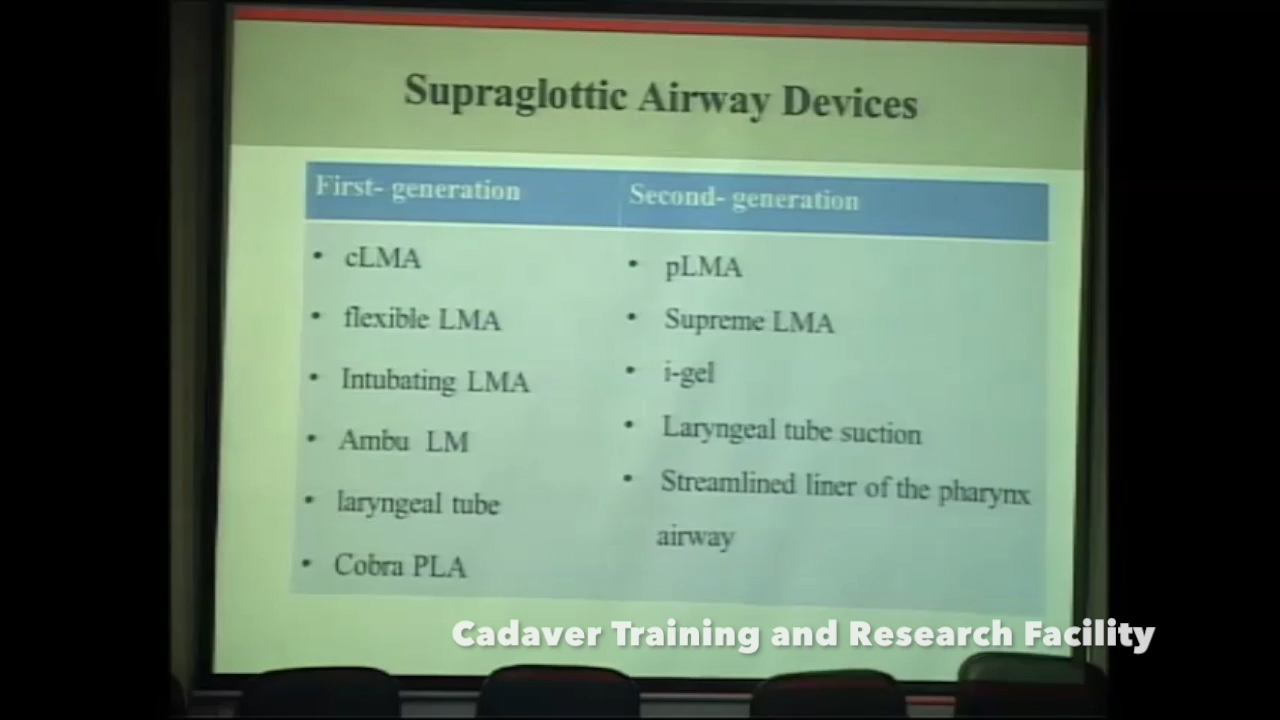 Supraglottic Airway Devices
First- generation
• cLMA
• flexible LMA
• Intubating LMA
• Ambu LM
• laryngeal tube
• Cobra PLA
Second- generation
• pLMA
• Supreme LMA
• i-gel
• Laryngeal tube suction
• Streamlined liner of the pharynx
airway
Cadaver Training and Research Facility